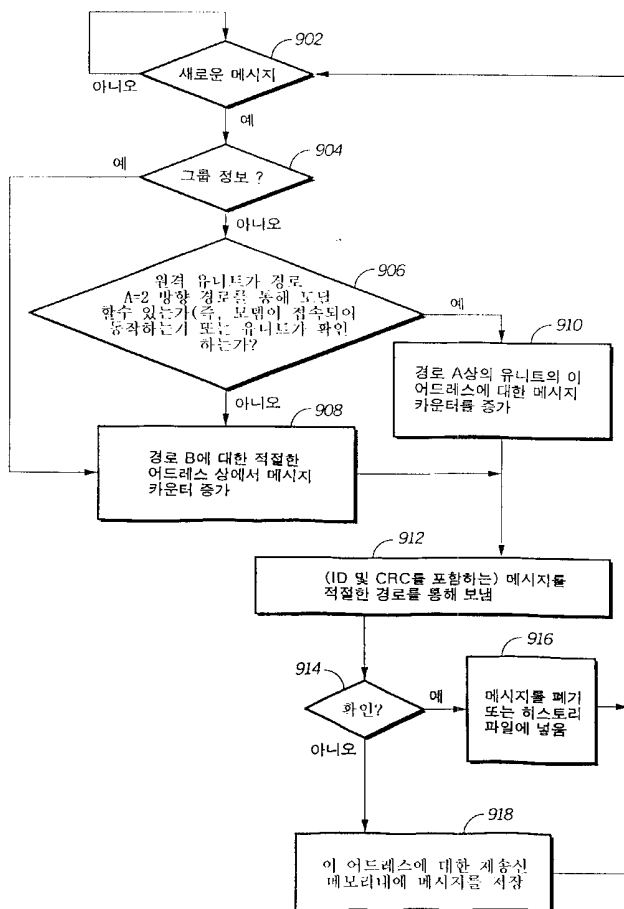 902
새로운 메시지
아니오
예
904
예
그룹 정보 ?
아니오
906
원격 유니트가 경로
A=2 방향 경로를 통해 도달
할수 있는가(즉, 모뎀이 접속되어
동작하는가 또는 유니트가 확인
하는가?
예
910
경로 A상의 유니트의 이
어드레스에 대한 메시지
카운터를 증가
아니오
908
경로 B에 대한 적절한
어드레스 상에서 메시지
카운터 증가
912
(ID 및 CRC를 포함하는) 메시지를
적절한 경로를 통해 보냄
914
확인?
예
916
메시지를 폐기
또는 히스토리
파일에 넣음
아니오
918
이 어드레스에 대한 재송신
메모리내에 메시지를 저장